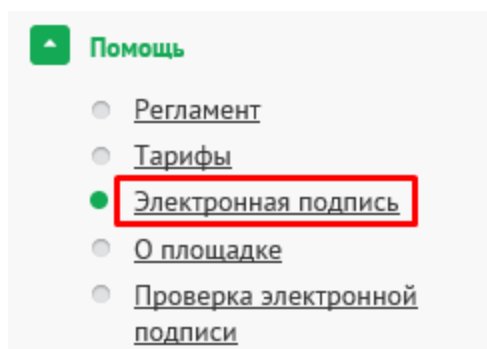 Помощь
Регламент
Тарифы
Электронная подпись
О площадке
Проверка электронной
подписи